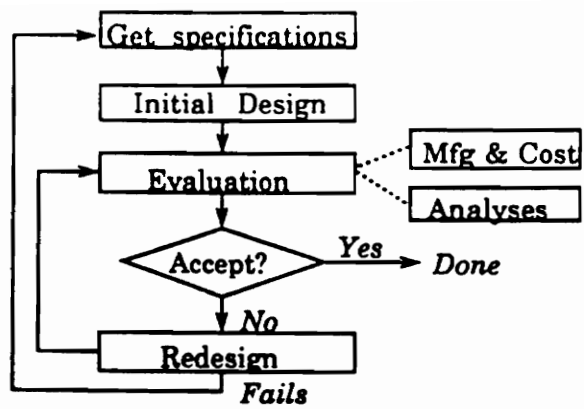 Get specifications
Initial Design
Evaluation
Mfg & Cost
Analyses
Accept?
Yes
Done
No
Redesign
Fails